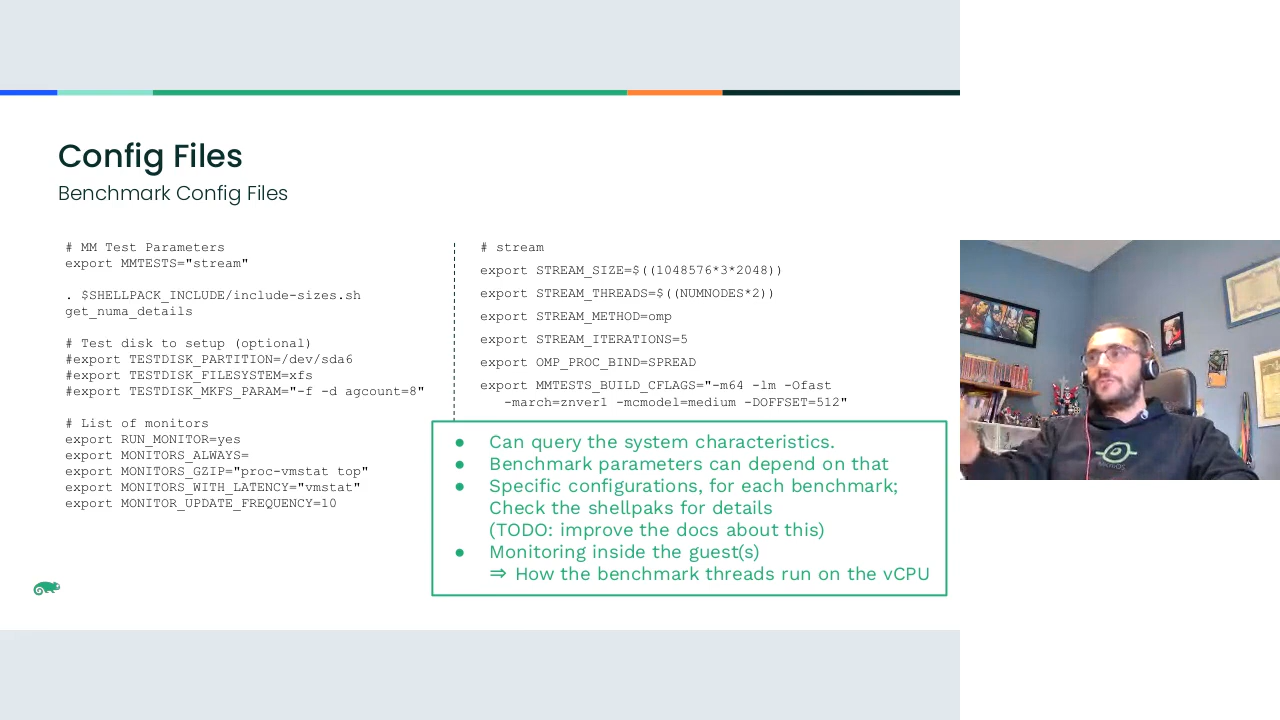 Config Files
Benchmark Config Files
# MM Test Parameters
export MMTESTS="stream"
. $SHELLPACK_INCLUDE/include-sizes.sh
get_numa_details
# Test disk to setup (optional)
#export TESTDISK_PARTITION=/dev/sda6
#export TESTDISK_FILESYSTEM=xfs
#export TESTDISK_MKFS_PARAM="-f -d agcount=8"
# List of monitors
export RUN_MONITOR=yes
export MONITORS_ALWAYS=
export MONITORS_GZIP="proc-vmstat top"
export MONITORS_WITH_LATENCY="vmstat"
export MONITOR_UPDATE_FREQUENCY=10
# stream
export STREAM_SIZE=$((1048576*3*2048))
export STREAM_THREADS=$((NUMNODES*2))
export STREAM_METHOD=omp
export STREAM_ITERATIONS=5
export OMP_PROC_BIND=SPREAD
export MMTESTS_BUILD_CFLAGS="-m64 -lm -Ofast
-march=znver1 -mcmodel=medium -DOFFSET=512"
● Can query the system characteristics.
● Benchmark parameters can depend on that
● Specific configurations, for each benchmark;
Check the shellpaks for details
(TODO: improve the docs about this)
● Monitoring inside the guest(s)
⇒ How the benchmark threads run on the vCPU
MicroOS